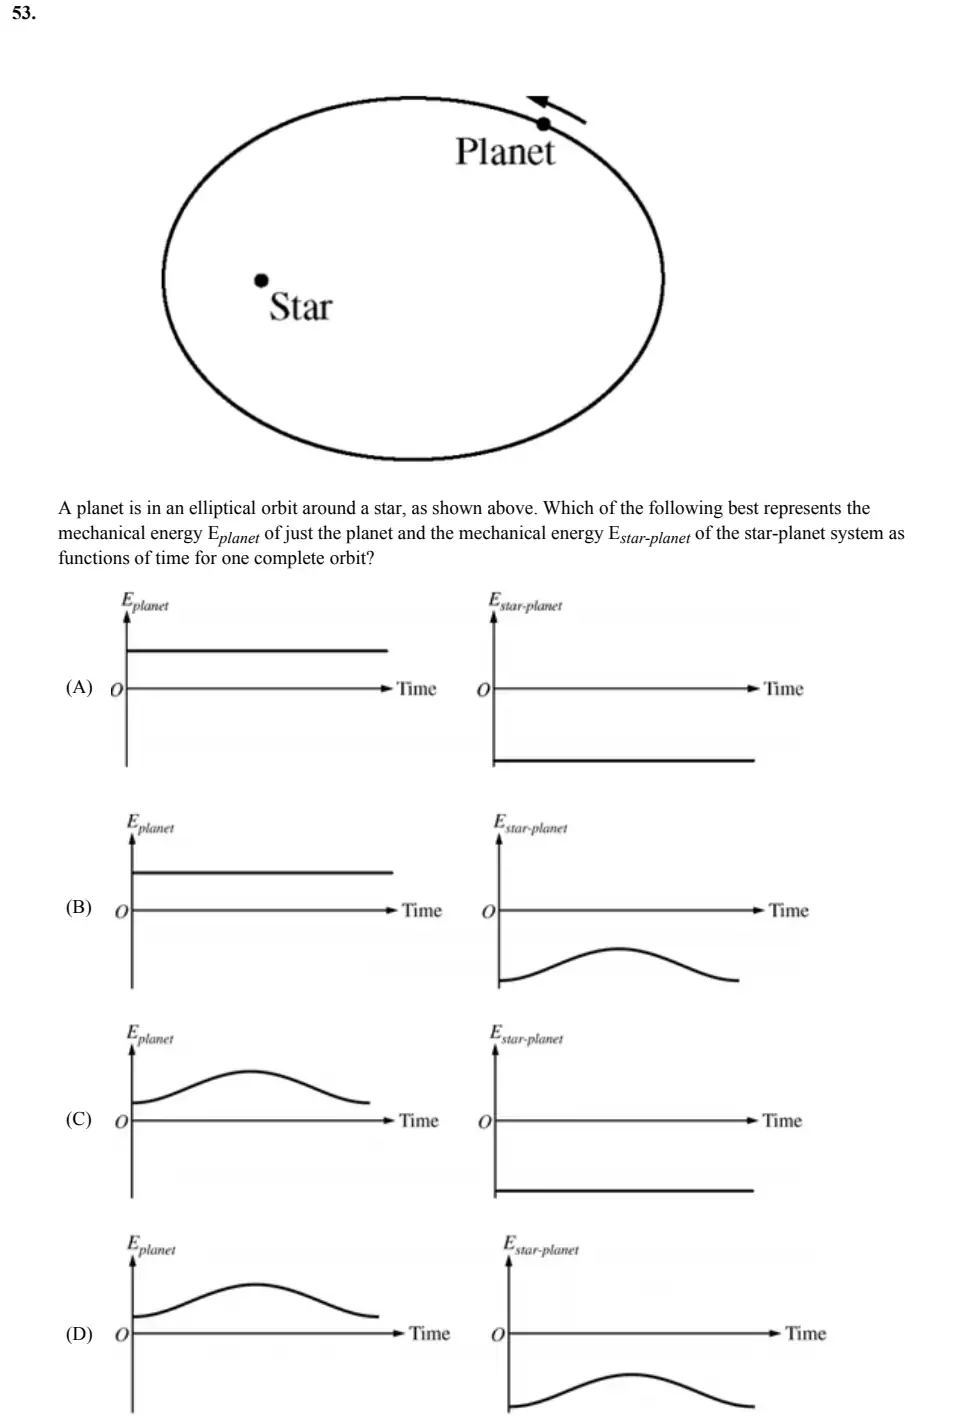 53.
Planet
Star
A planet is in an elliptical orbit around a star, as shown above. Which of the following best represents the
mechanical energy Eplanet of just the planet and the mechanical energy Estar-planet of the star-planet system as
functions of time for one complete orbit?
Eplanet Estar-planet
(A) O Time O Time
Eplanet Estar-planet
(B) O Time O Time
Eplanet Estar-planet
(C) O Time O Time
Eplanet Estar-planet
(D) O Time O Time